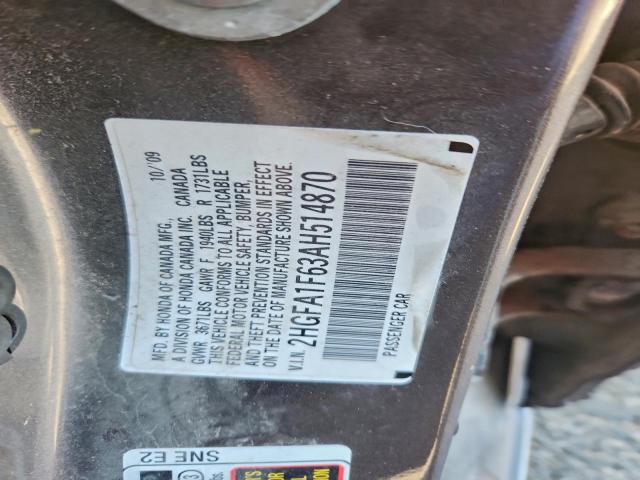 MFD. BY HONDA OF CANADA MFG., 10/'09
A DIVISION OF HONDA CANADA INC. CANADA
GVWR 3671LBS GAWR F 1940LBS R 1731LBS
THIS VEHICLE CONFORMS TO ALL APPLICABLE
FEDERAL MOTOR VEHICLE SAFETY, BUMPER,
AND THEFT PREVENTION STANDARDS IN EFFECT
ON THE DATE OF MANUFACTURE SHOWN ABOVE.
V.I.N. 2HGFA1F63AH514870
PASSENGER CAR
SNE E2